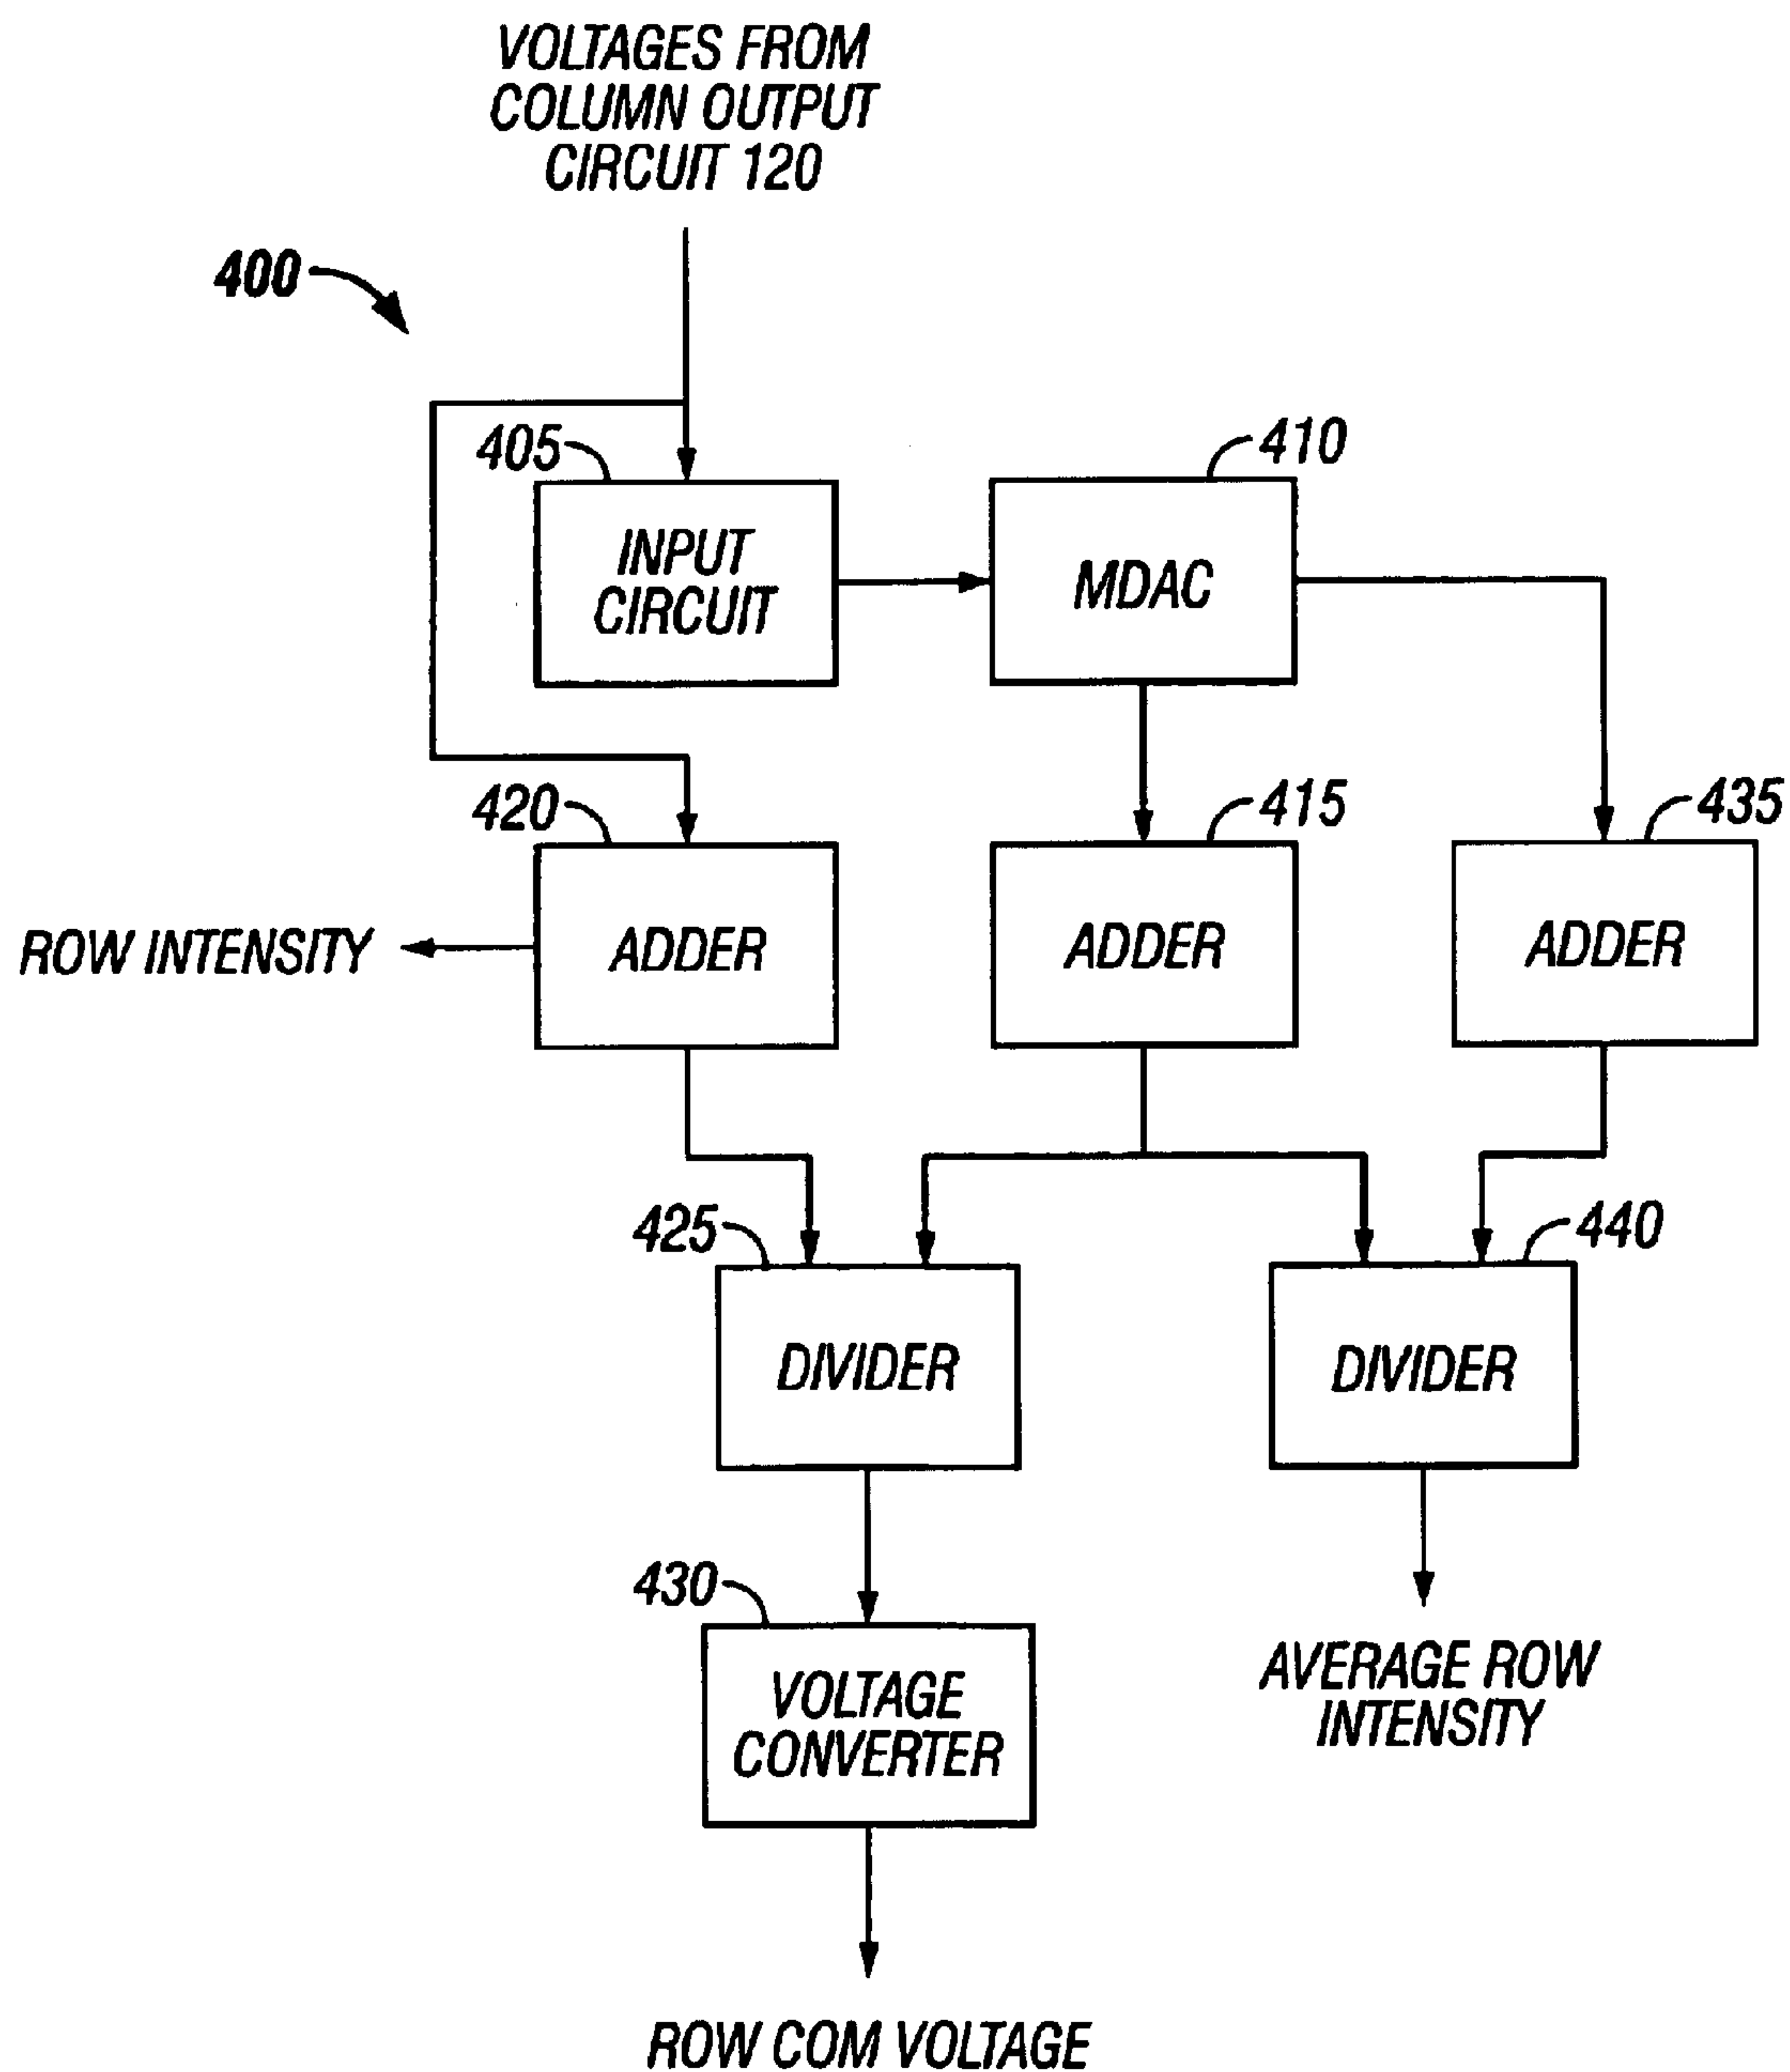 VOLTAGES FROM
COLUMN OUTPUT
CIRCUIT 120
400
405
410
INPUT
CIRCUIT
MDAC
420
415
435
ROW INTENSITY
ADDER
ADDER
ADDER
425
440
DIVIDER
DIVIDER
430
VOLTAGE
CONVERTER
AVERAGE ROW
INTENSITY
ROW COM VOLTAGE